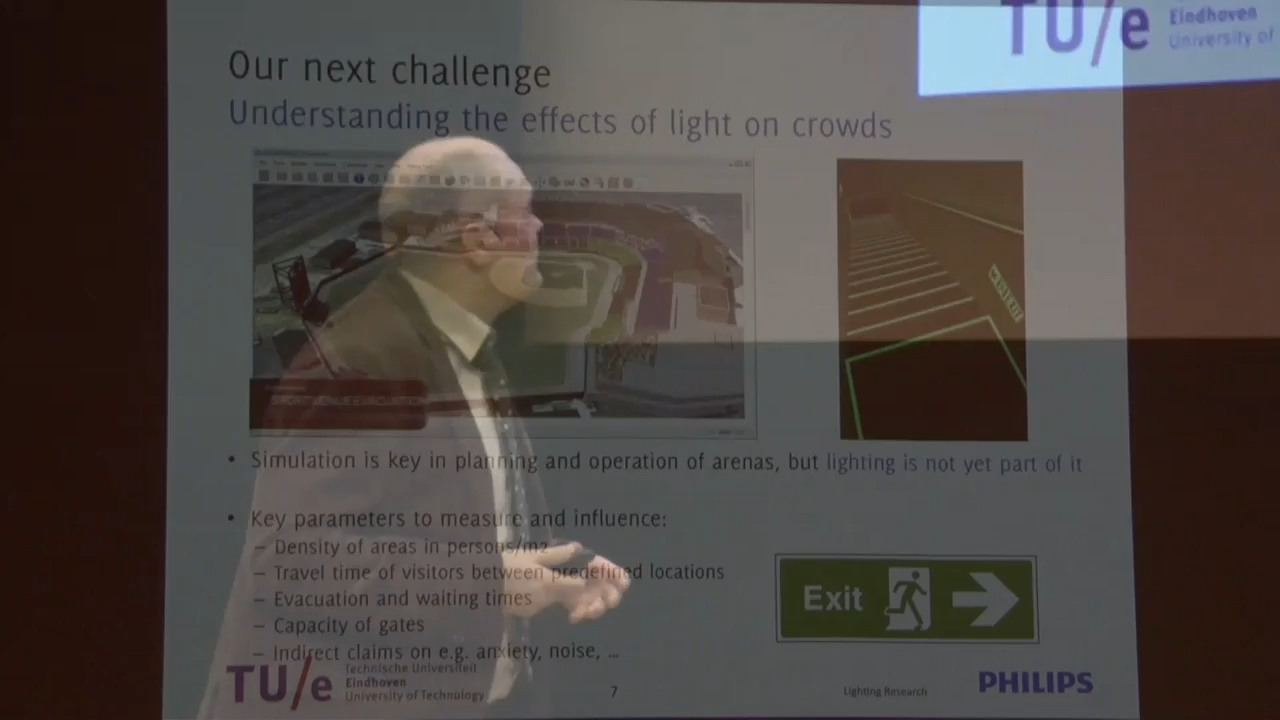 TU/e
Eindhoven
University of
Our next challenge
Understanding the effects of light on crowds
SPORT VENUE EVACUATION
• Simulation is key in planning and operation of arenas, but lighting is not yet part of it
• Key parameters to measure and influence:
– Density of areas in persons/m2
– Travel time of visitors between predefined locations
– Evacuation and waiting times
– Capacity of gates
– Indirect claims on e.g. anxiety, noise, ...
Exit
TU/e
Technische Universiteit
Eindhoven
University of Technology
7
Lighting Research
PHILIPS